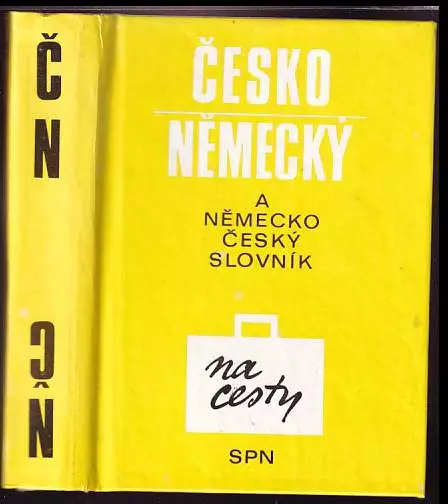 Č
N
N
Č
ČESKO
NĚMECKÝ
A
NĚMECKO
ČESKÝ
SLOVNÍK
na
cesty
SPN